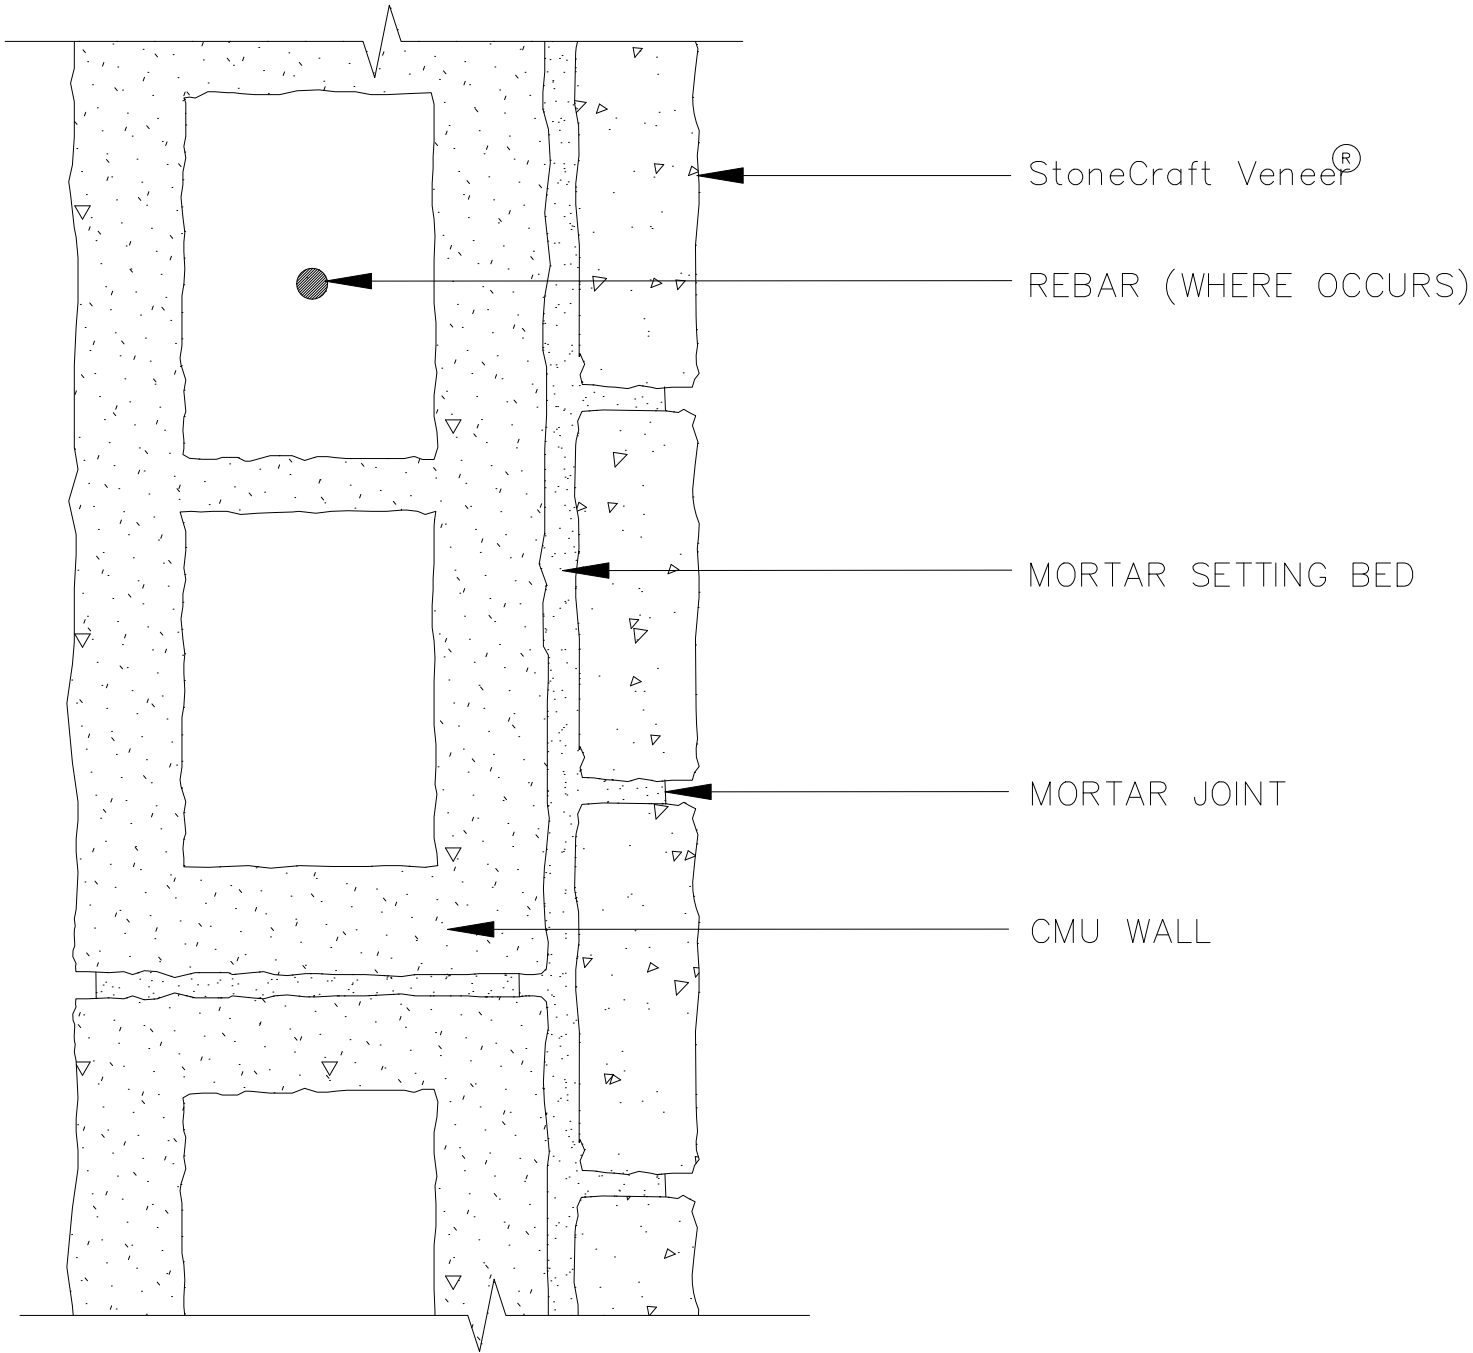 StoneCraft Veneer®
REBAR (WHERE OCCURS)
MORTAR SETTING BED
MORTAR JOINT
CMU WALL